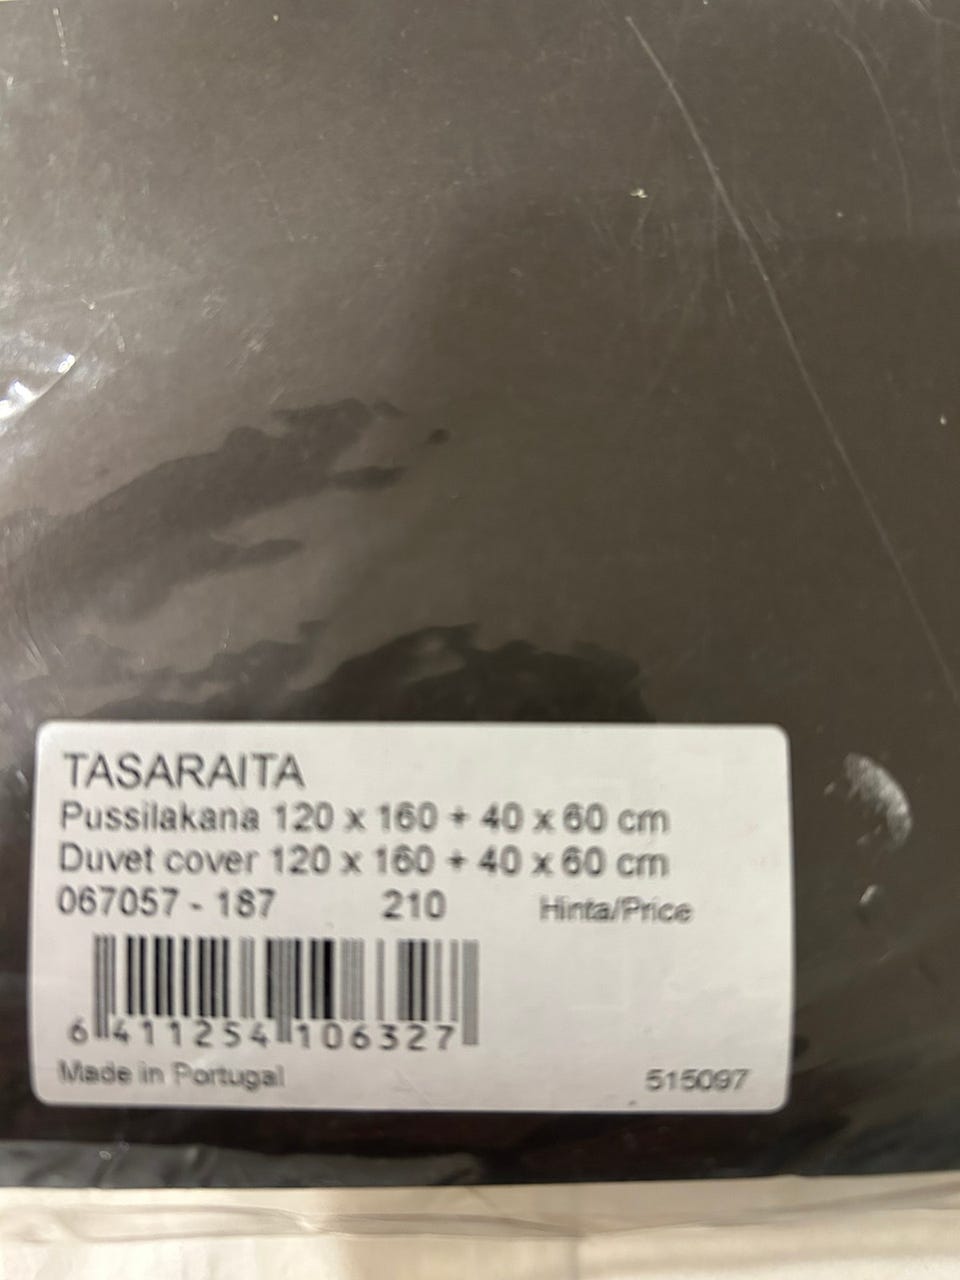 TASARAITA
Pussilakana 120 x 160 + 40 x 60 cm
Duvet cover 120 x 160 + 40 x 60 cm
067057 - 187 210 Hinta/Price
6 411254 106327
Made in Portugal 515097